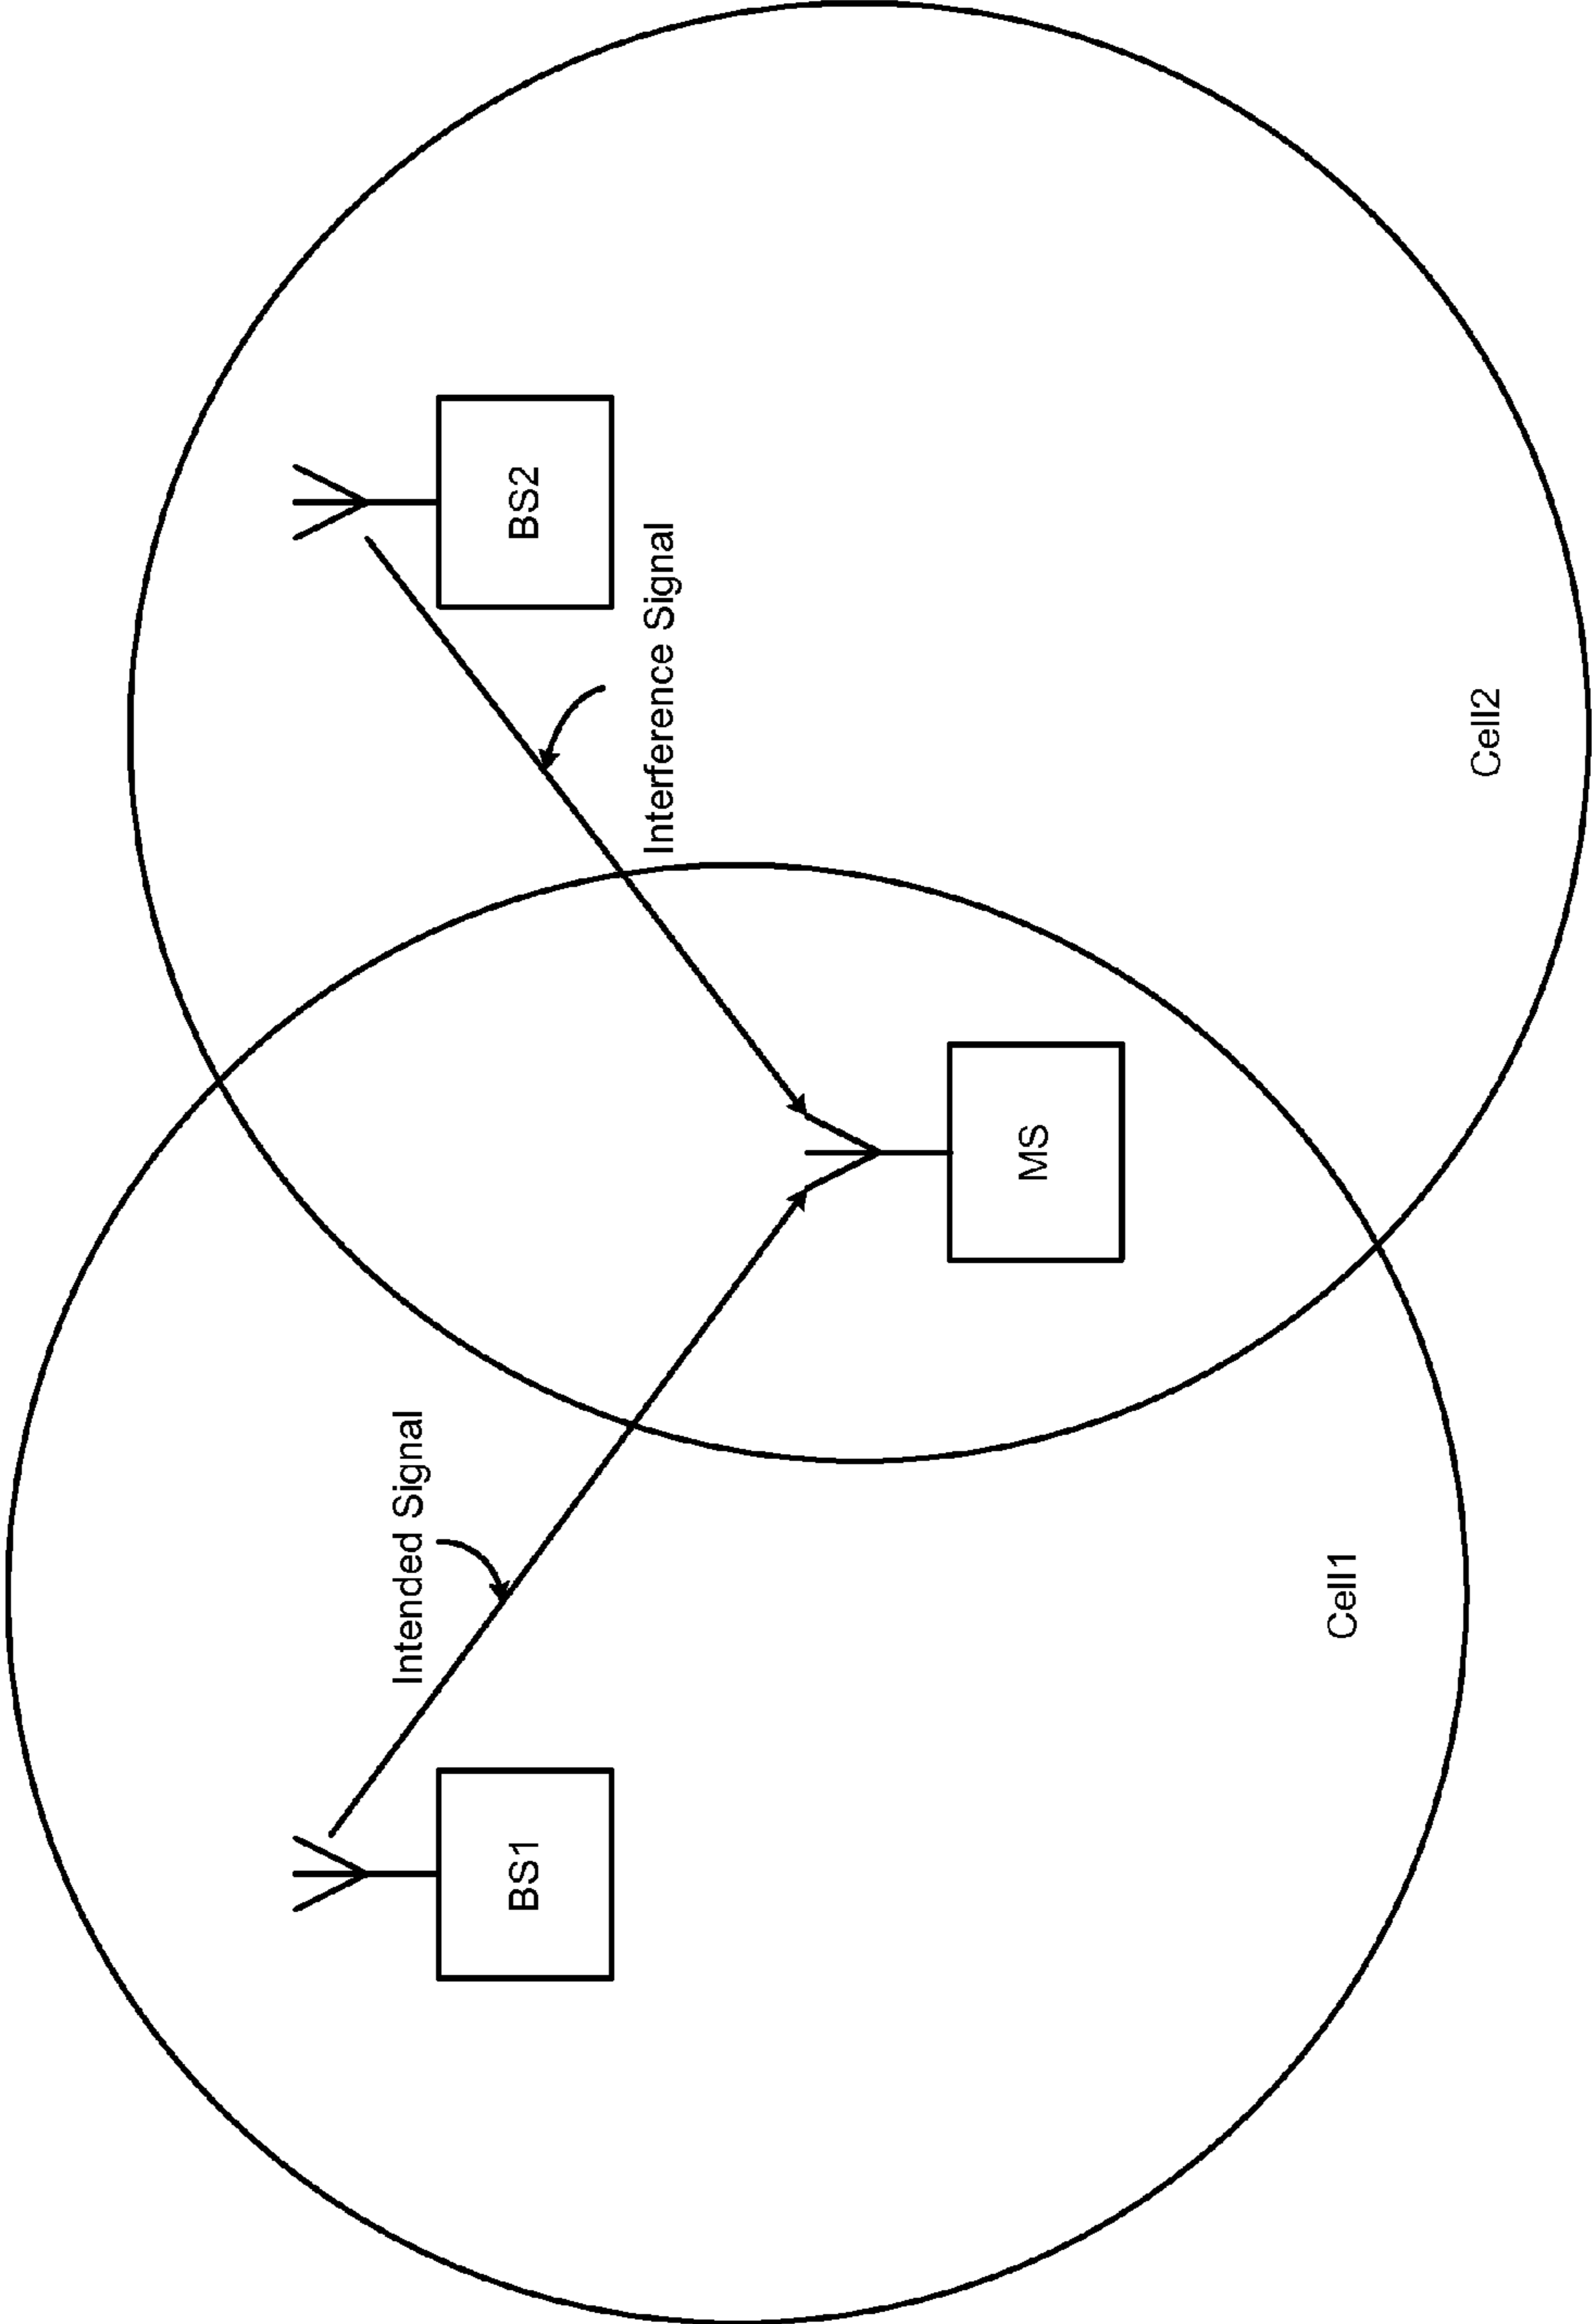 Intended Signal
BS1
BS2
Interference Signal
MS
Cell1
Cell2